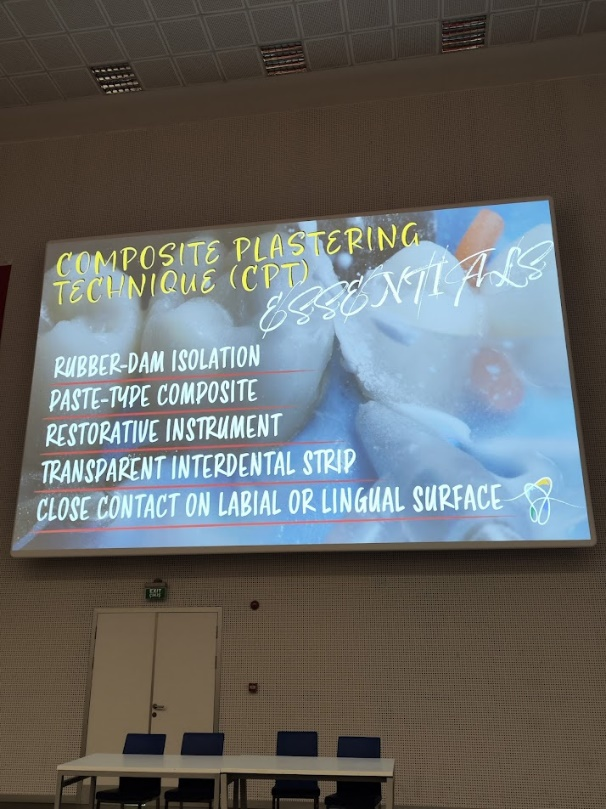 COMPOSITE PLASTERING
TECHNIQUE (CPT)
ESSENTIALS
RUBBER-DAM ISOLATION
PASTE-TYPE COMPOSITE
RESTORATIVE INSTRUMENT
TRANSPARENT INTERDENTAL STRIP
CLOSE CONTACT ON LABIAL OR LINGUAL SURFACE
EXIT